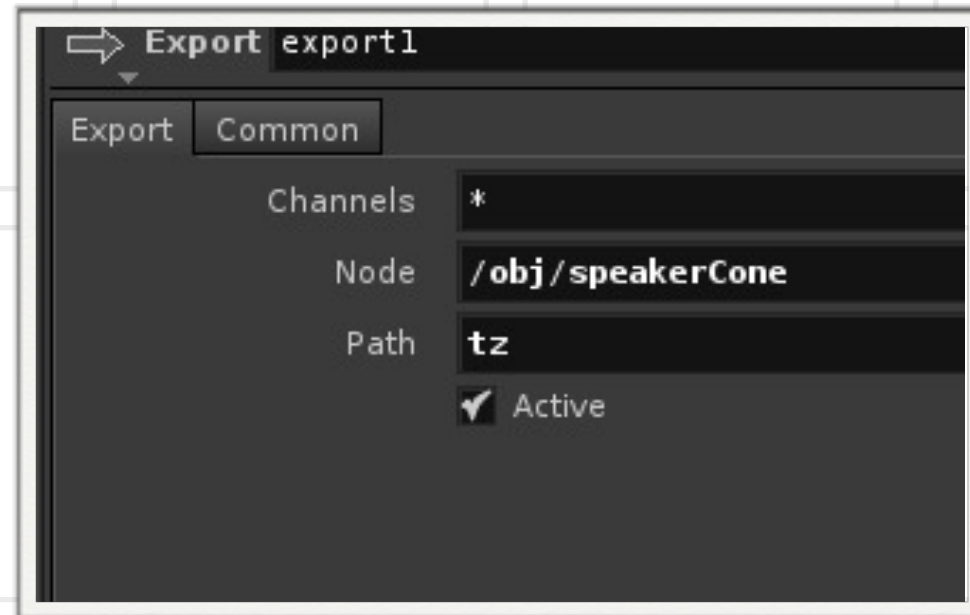 Export export1
Export Common
Channels *
Node /obj/speakerCone
Path tz
Active